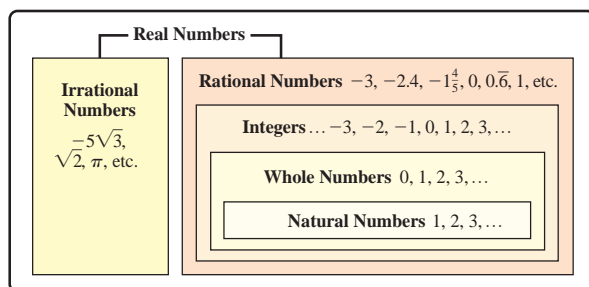 Real Numbers
Irrational
Numbers
−5√3,
√2, π, etc.
Rational Numbers −3, −2.4, −1⅘, 0, 0.6̅, 1, etc.
Integers … −3, −2, −1, 0, 1, 2, 3, …
Whole Numbers 0, 1, 2, 3, …
Natural Numbers 1, 2, 3, …